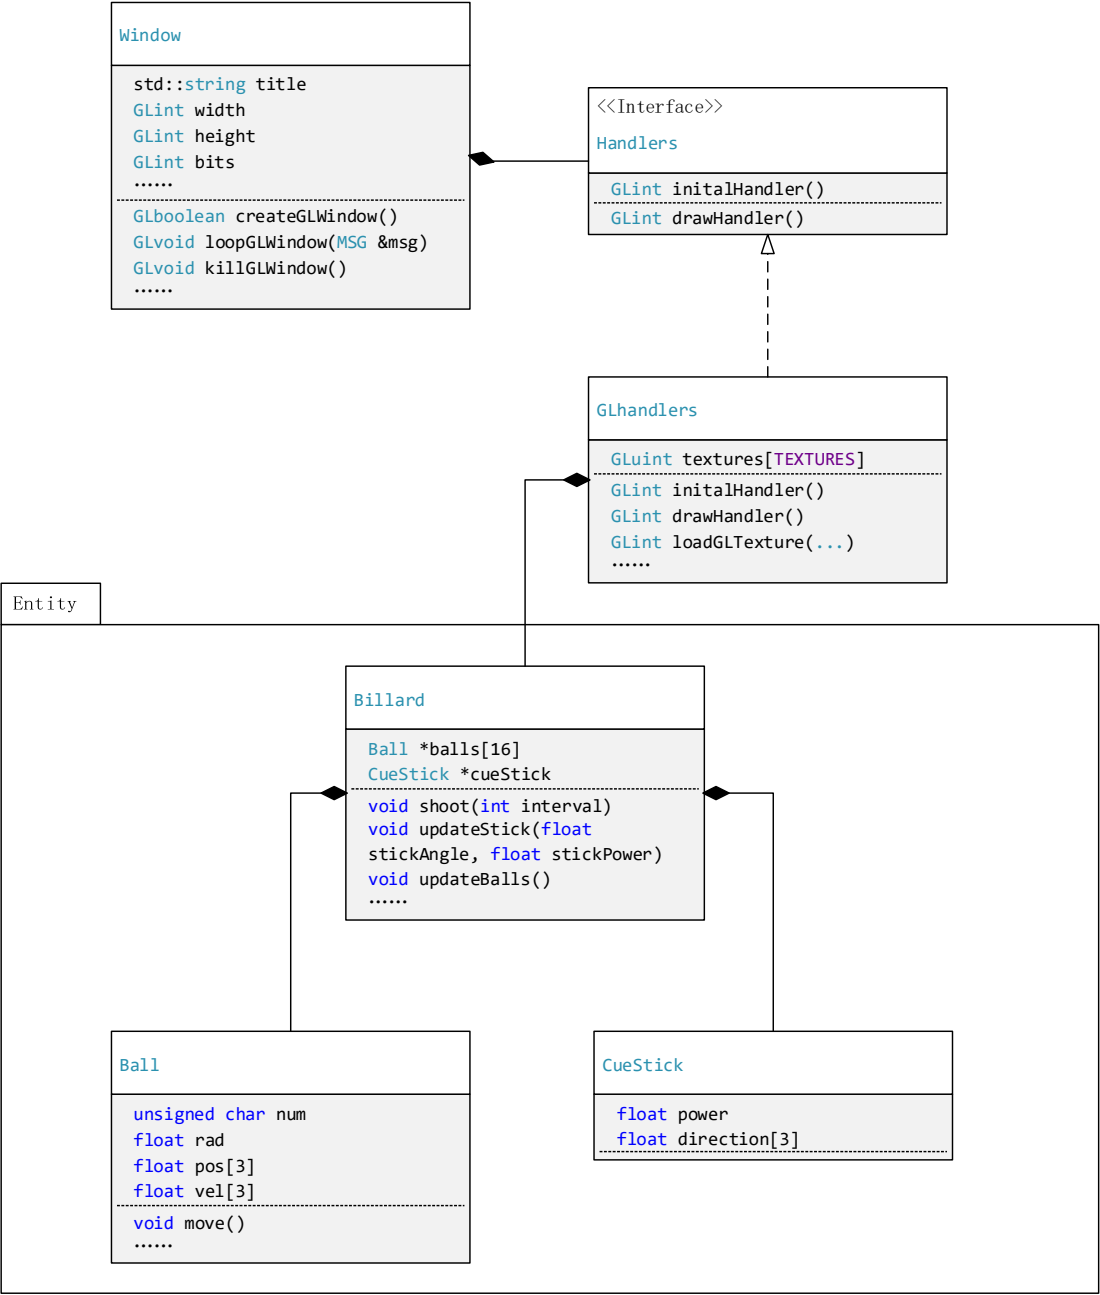 Window
std::string title
GLint width
GLint height
GLint bits
……
GLboolean createGLWindow()
GLvoid loopGLWindow(MSG &msg)
GLvoid killGLWindow()
……
<<Interface>>
Handlers
GLint initalHandler()
GLint drawHandler()
GLhandlers
GLuint textures[TEXTURES]
GLint initalHandler()
GLint drawHandler()
GLint loadGLTexture(...)
……
Entity
Billard
Ball *balls[16]
CueStick *cueStick
void shoot(int interval)
void updateStick(float
stickAngle, float stickPower)
void updateBalls()
……
Ball
unsigned char num
float rad
float pos[3]
float vel[3]
void move()
……
CueStick
float power
float direction[3]